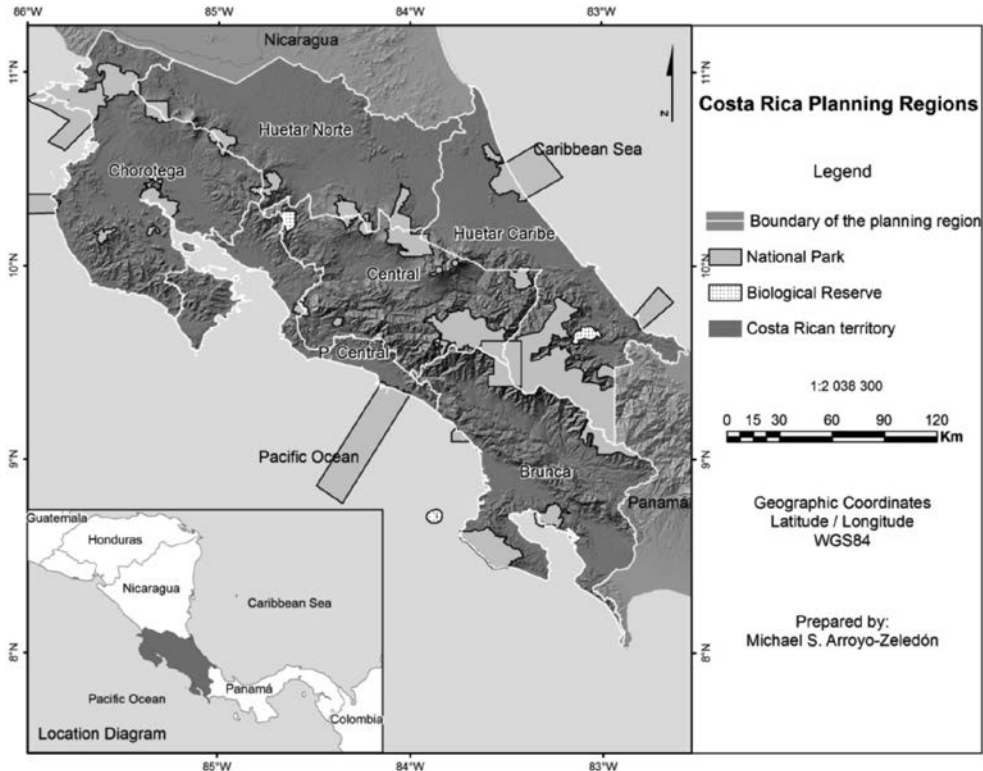 86°W
85°W
84°W
83°W
11°N
10°N
9°N
8°N
Nicaragua
Huetar Norte
Chorotega
Caribbean Sea
Huetar Caribe
Central
P. Central
Pacific Ocean
Brunca
Panamá
Guatemala
Honduras
Nicaragua
Caribbean Sea
Pacific Ocean
Panamá
Colombia
Location Diagram
85°W
84°W
83°W
11°N
10°N
9°N
8°N
z
Costa Rica Planning Regions
Legend
Boundary of the planning region
National Park
Biological Reserve
Costa Rican territory
1:2 038 300
0 15 30 60 90 120
Km
Geographic Coordinates
Latitude / Longitude
WGS84
Prepared by:
Michael S. Arroyo-Zeledón